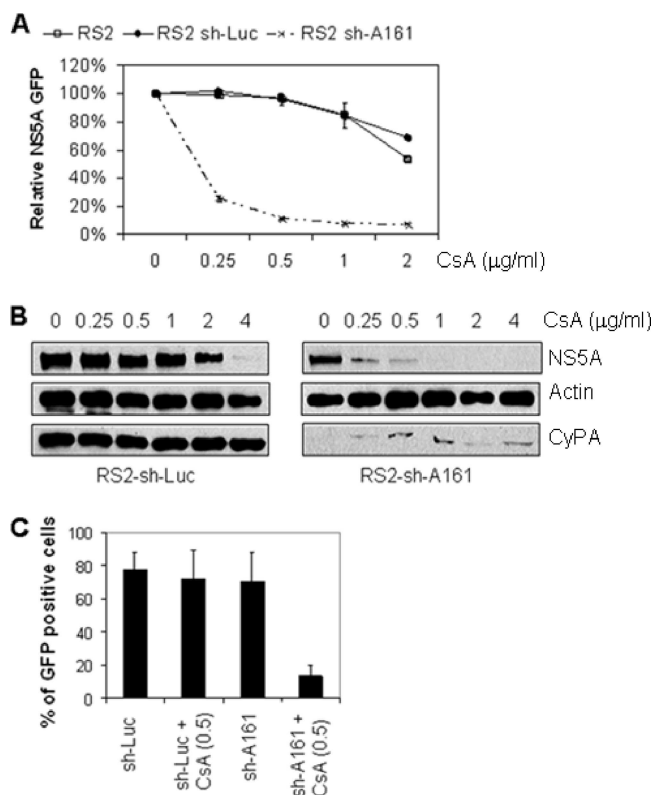 A
RS2 RS2 sh-Luc RS2 sh-A161
Relative NS5A GFP
120%
100%
80%
60%
40%
20%
0%
0 0.25 0.5 1 2 CsA (μg/ml)
B
0 0.25 0.5 1 2 4 0 0.25 0.5 1 2 4 CsA (μg/ml)
NS5A
Actin
CyPA
RS2-sh-Luc RS2-sh-A161
C
% of GFP positive cells
100
80
60
40
20
0
sh-Luc
sh-Luc +
CsA (0.5)
sh-A161
sh-A161 +
CsA (0.5)